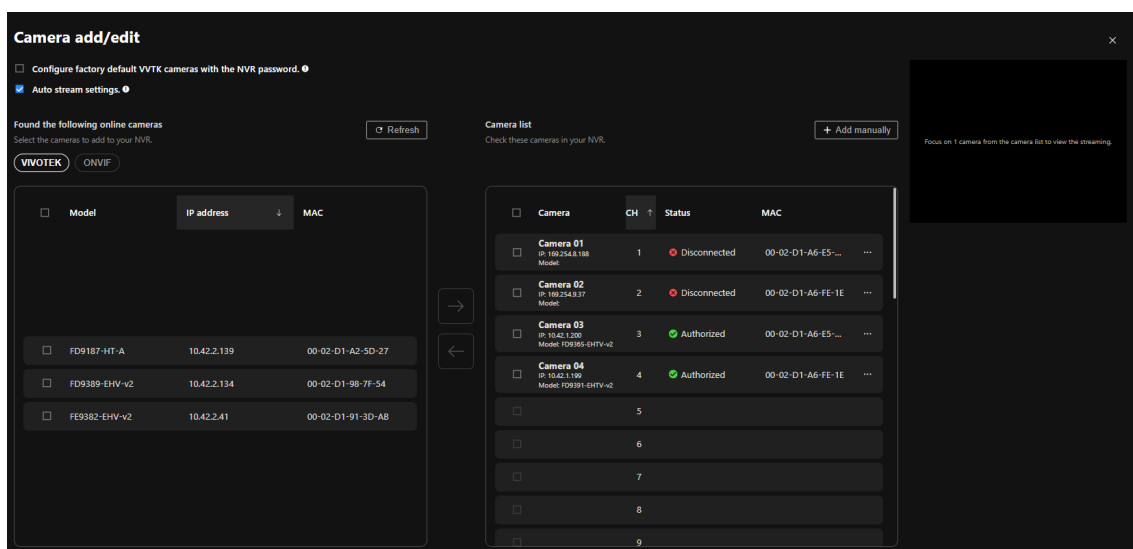 Camera add/edit
Configure factory default VVTK cameras with the NVR password.
Auto stream settings.
Found the following online cameras
Select the cameras to add to your NVR.
Refresh
VIVOTEK ONVIF
Model IP address ↓ MAC
FD9187-HT-A 10.42.2.139 00-02-D1-A2-5D-27
FD9389-EHV-v2 10.42.2.134 00-02-D1-98-7F-54
FE9382-EHV-v2 10.42.2.41 00-02-D1-91-3D-AB
Camera list
Check these cameras in your NVR.
+ Add manually
Camera CH ↑ Status MAC
Camera 01
IP: 169.254.8.188
Model:
1 Disconnected 00-02-D1-A6-E5-... ...
Camera 02
IP: 169.254.9.37
Model:
2 Disconnected 00-02-D1-A6-FE-1E ...
Camera 03
IP: 10.42.1.200
Model: FD9365-EHTV-v2
3 Authorized 00-02-D1-A6-E5-... ...
Camera 04
IP: 10.42.1.199
Model: FD9391-EHTV-v2
4 Authorized 00-02-D1-A6-FE-1E ...
5
6
7
8
9
Focus on 1 camera from the camera list to view the streaming.